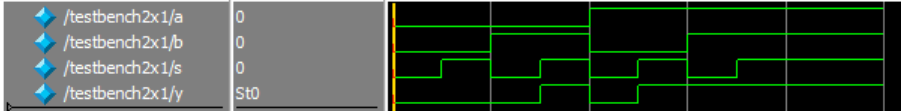 /testbench2x1/a 0
/testbench2x1/b 0
/testbench2x1/s 0
/testbench2x1/y St0